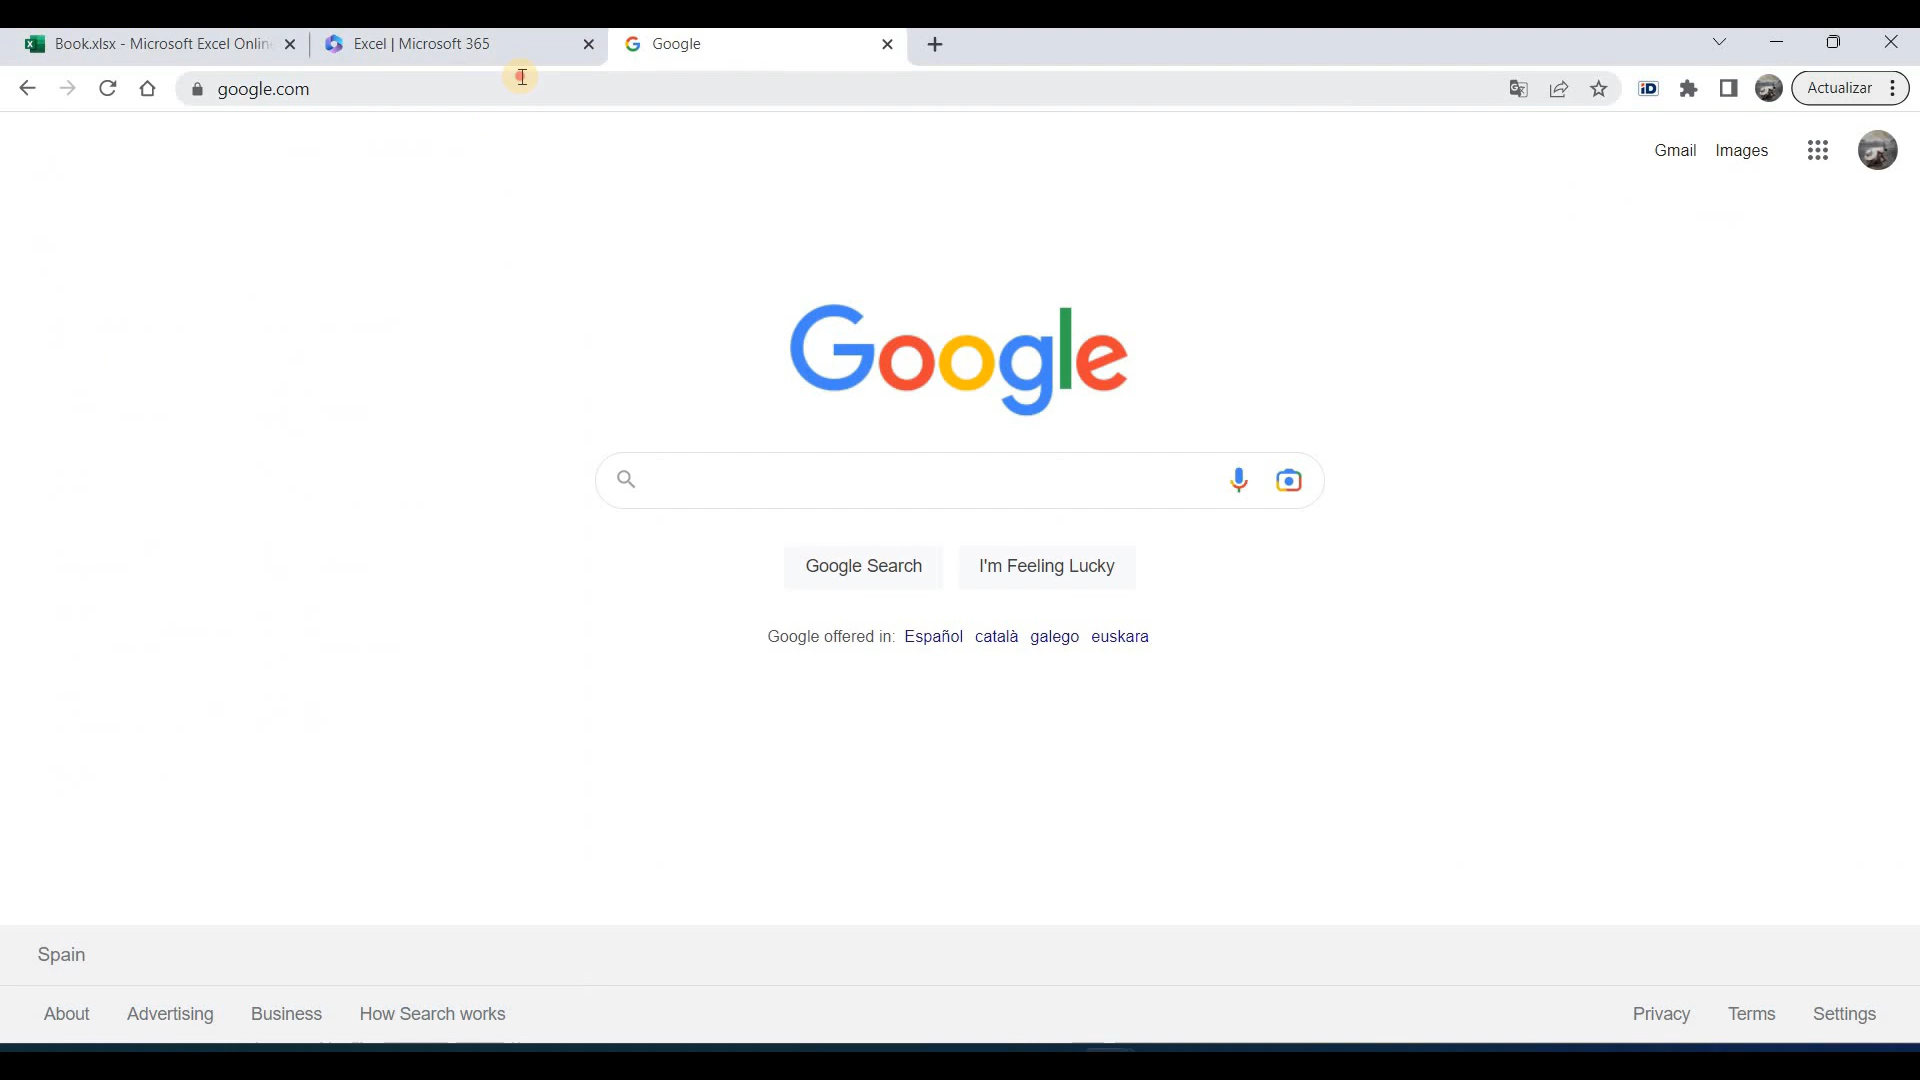 Book.xlsx - Microsoft Excel Onlin
Excel | Microsoft 365
Google
google.com
iD
Actualizar
Gmail Images
Google
Google Search I'm Feeling Lucky
Google offered in: Español català galego euskara
Spain
About Advertising Business How Search works
Privacy Terms Settings